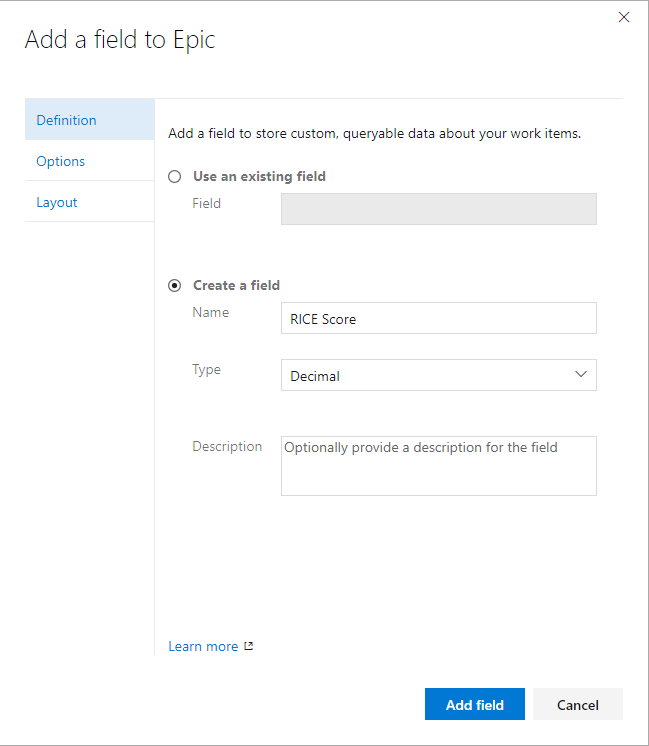 Add a field to Epic
Definition
Options
Layout
Add a field to store custom, queryable data about your work items.
Use an existing field
Field
Create a field
Name
RICE Score
Type
Decimal
Description
Optionally provide a description for the field
Learn more
Add field
Cancel